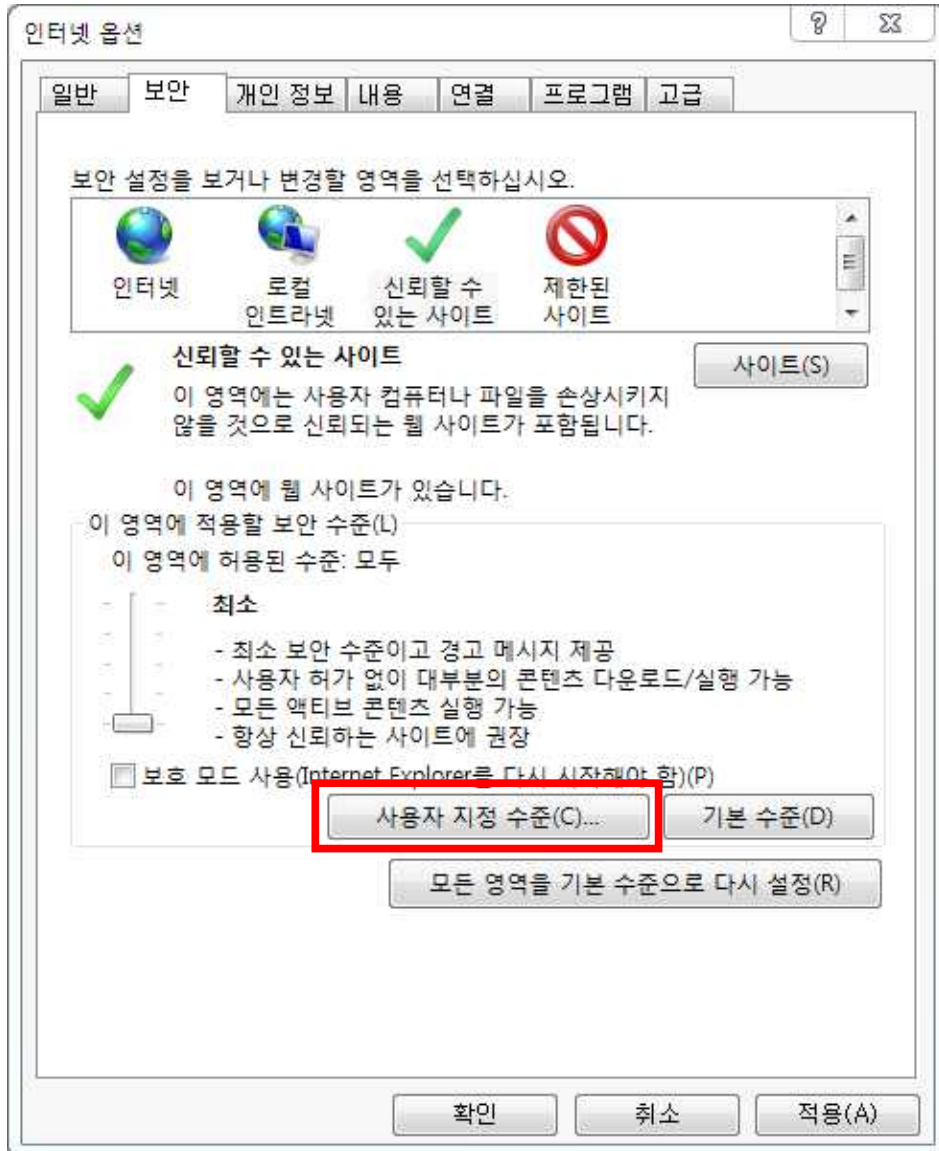 인터넷 옵션
일반 보안 개인 정보 내용 연결 프로그램 고급
보안 설정을 보거나 변경할 영역을 선택하십시오.
인터넷
로컬
인트라넷
신뢰할 수
있는 사이트
제한된
사이트
신뢰할 수 있는 사이트
사이트(S)
이 영역에는 사용자 컴퓨터나 파일을 손상시키지
않을 것으로 신뢰되는 웹 사이트가 포함됩니다.
이 영역에 웹 사이트가 있습니다.
이 영역에 적용할 보안 수준(L)
이 영역에 허용된 수준: 모두
최소
- 최소 보안 수준이고 경고 메시지 제공
- 사용자 허가 없이 대부분의 콘텐츠 다운로드/실행 가능
- 모든 액티브 콘텐츠 실행 가능
- 항상 신뢰하는 사이트에 권장
보호 모드 사용(Internet Explorer를 다시 시작해야 함)(P)
사용자 지정 수준(C)... 기본 수준(D)
모든 영역을 기본 수준으로 다시 설정(R)
확인 취소 적용(A)